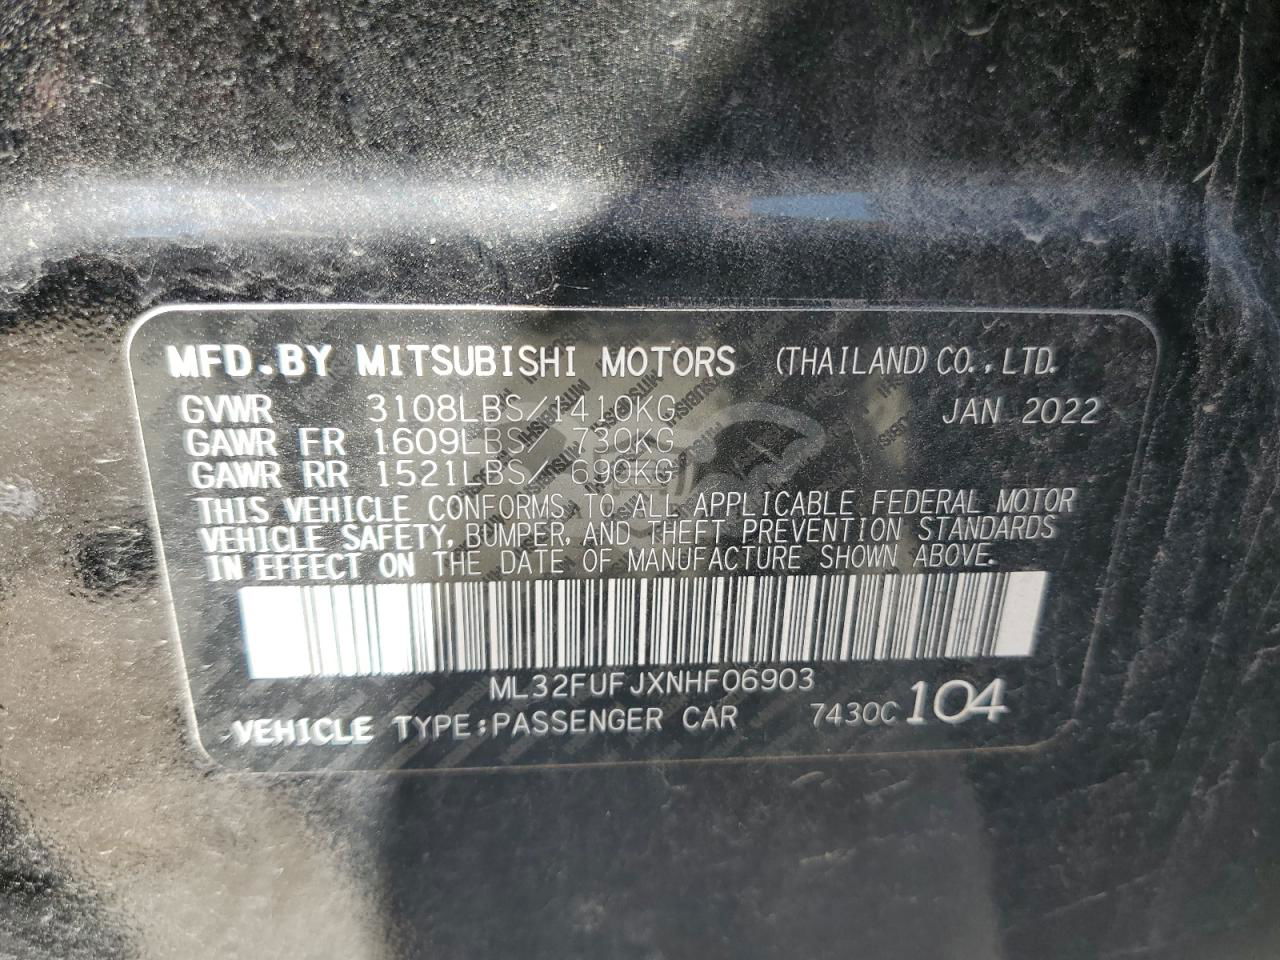 MFD.BY MITSUBISHI MOTORS (THAILAND) CO.,LTD.
GVWR 3108LBS/1410KG JAN 2022
GAWR FR 1609LBS/ 730KG
GAWR RR 1521LBS/ 690KG
THIS VEHICLE CONFORMS TO ALL APPLICABLE FEDERAL MOTOR
VEHICLE SAFETY, BUMPER, AND THEFT PREVENTION STANDARDS
IN EFFECT ON THE DATE OF MANUFACTURE SHOWN ABOVE.
ML32FUFJXNHF06903
VEHICLE TYPE:PASSENGER CAR 7430C 104